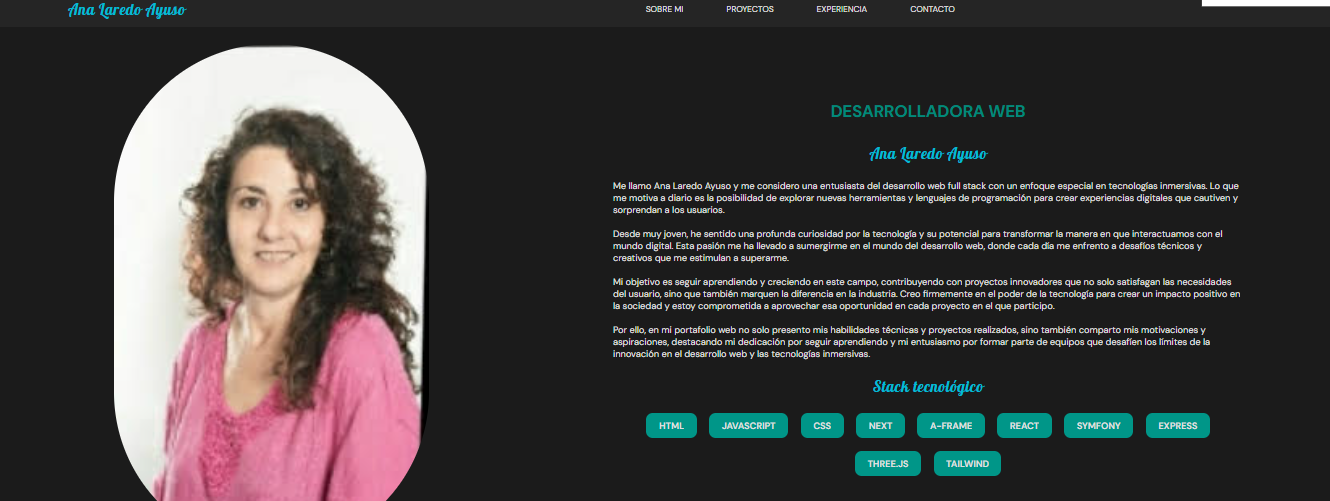 Ana Laredo Ayuso
SOBRE MI
PROYECTOS
EXPERIENCIA
CONTACTO
DESARROLLADORA WEB
Ana Laredo Ayuso
Me llamo Ana Laredo Ayuso y me considero una entusiasta del desarrollo web full stack con un enfoque especial en tecnologías inmersivas. Lo que
me motiva a diario es la posibilidad de explorar nuevas herramientas y lenguajes de programación para crear experiencias digitales que cautiven y
sorprendan a los usuarios.
Desde muy joven, he sentido una profunda curiosidad por la tecnología y su potencial para transformar la manera en que interactuamos con el
mundo digital. Esta pasión me ha llevado a sumergirme en el mundo del desarrollo web, donde cada día me enfrento a desafíos técnicos y
creativos que me estimulan a superarme.
Mi objetivo es seguir aprendiendo y creciendo en este campo, contribuyendo con proyectos innovadores que no solo satisfagan las necesidades
del usuario, sino que también marquen la diferencia en la industria. Creo firmemente en el poder de la tecnología para crear un impacto positivo en
la sociedad y estoy comprometida a aprovechar esa oportunidad en cada proyecto en el que participo.
Por ello, en mi portafolio web no solo presento mis habilidades técnicas y proyectos realizados, sino también comparto mis motivaciones y
aspiraciones, destacando mi dedicación por seguir aprendiendo y mi entusiasmo por formar parte de equipos que desafíen los límites de la
innovación en el desarrollo web y las tecnologías inmersivas.
Stack tecnológico
HTML
JAVASCRIPT
CSS
NEXT
A-FRAME
REACT
SYMFONY
EXPRESS
THREE.JS
TAILWIND